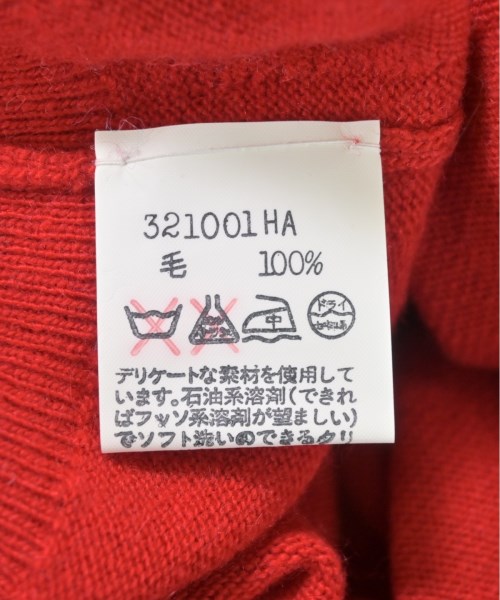 321001HA
毛 100%
中 ドライ
デリケートな素材を使用して
います。石油系溶剤(できれ
ばフッソ系溶剤が望ましい)
でソフト洗いのできるクリ